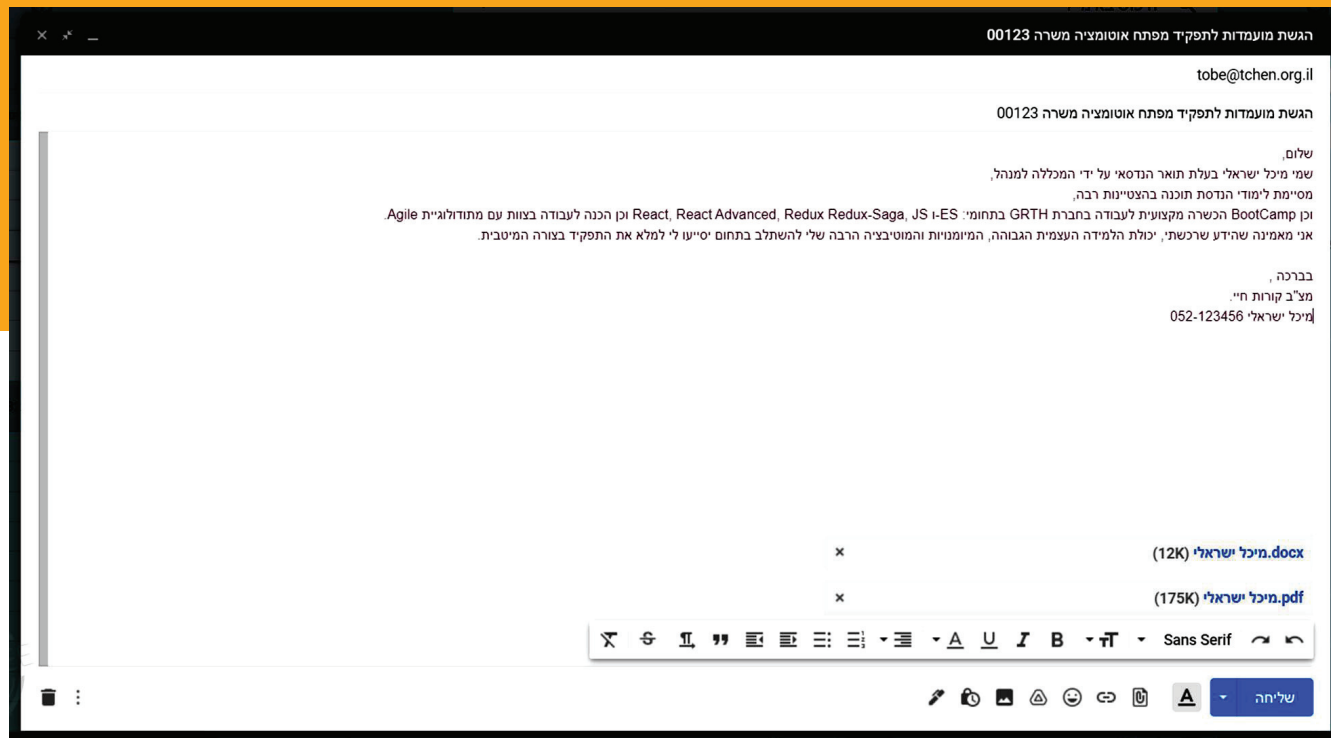 הגשת מועמדות לתפקיד מפתח אוטומציה משרה 00123
tobe@tchen.org.il
הגשת מועמדות לתפקיד מפתח אוטומציה משרה 00123
שלום,
שמי מיכל ישראלי בעלת תואר הנדסאי על ידי המכללה למנהל,
מסיימת לימודי הנדסת תוכנה בהצטיינות רבה,
וכן BootCamp הכשרה מקצועית לעבודה בחברת GRTH בתחומי: ES-ו React, React Advanced, Redux Redux-Saga, JS וכן הכנה לעבודה בצוות עם מתודולוגיית Agile.
אני מאמינה שהידע שרכשתי, יכולת הלמידה העצמית הגבוהה, המיומנויות והמוטיבציה הרבה שלי להשתלב בתחום יסייעו לי למלא את התפקיד בצורה המיטבית.
בברכה ,
מצ"ב קורות חיי.
מיכל ישראלי 052-123456
מיכל ישראלי.docx (12K)
מיכל ישראלי.pdf (175K)
Sans Serif
שליחה